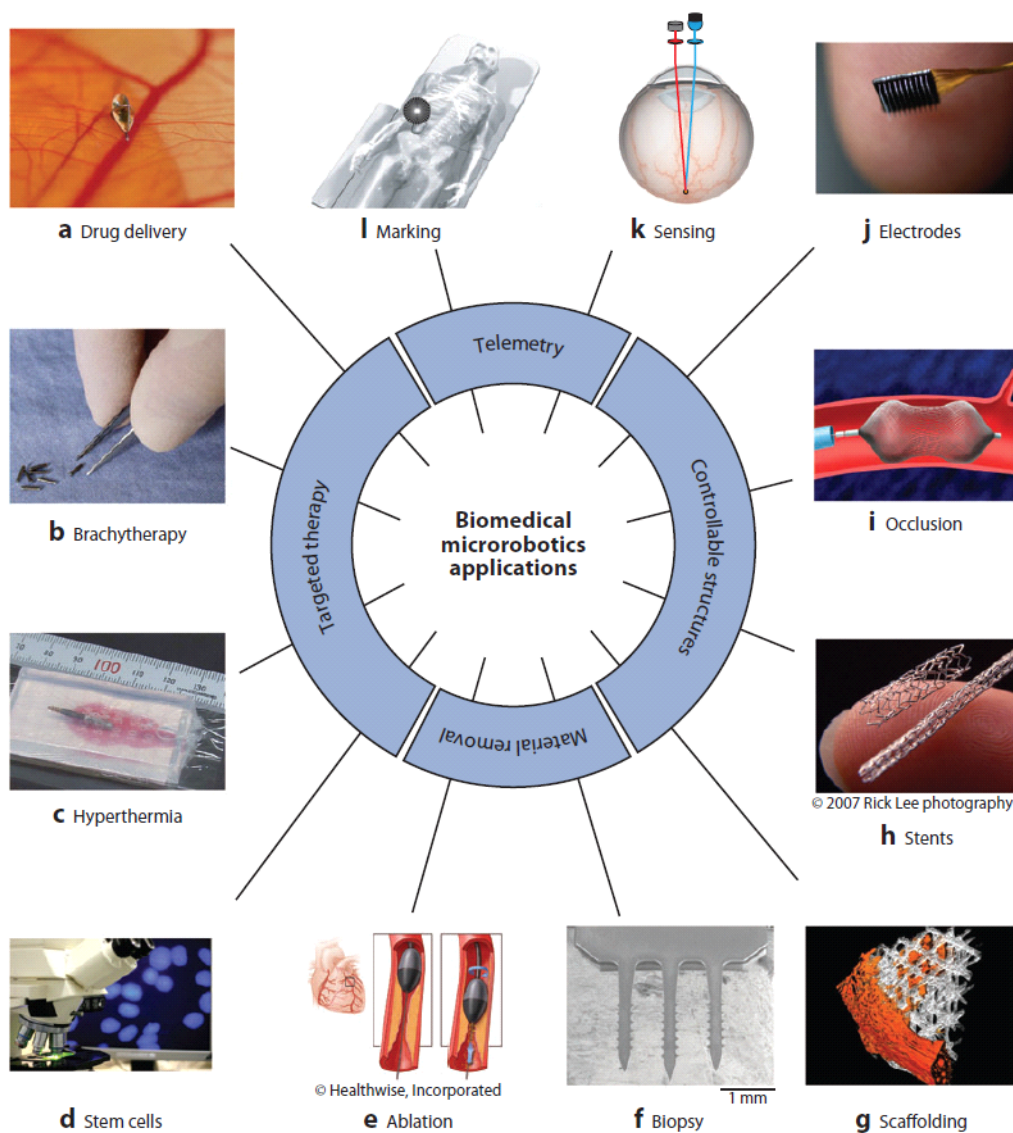 a Drug delivery
l Marking
k Sensing
j Electrodes
b Brachytherapy
i Occlusion
c Hyperthermia
© 2007 Rick Lee photography
h Stents
d Stem cells
© Healthwise, Incorporated
e Ablation
1 mm
f Biopsy
g Scaffolding
Telemetry
Targeted therapy
Controllable structures
Material removal
Biomedical
microrobotics
applications
100